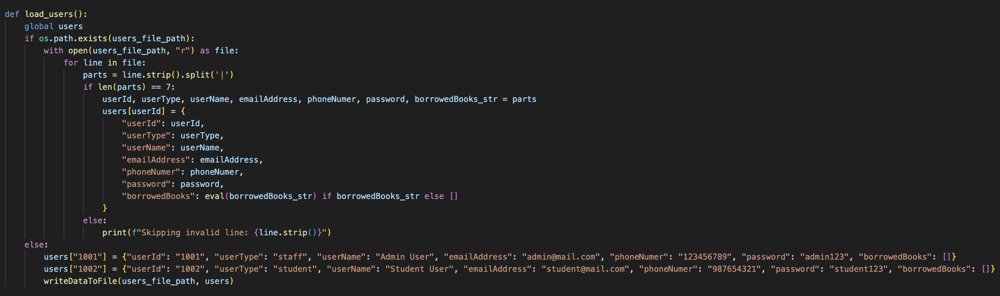 def load_users():
    global users
    if os.path.exists(users_file_path):
        with open(users_file_path, "r") as file:
            for line in file:
                parts = line.strip().split('|')
                if len(parts) == 7:
                    userId, userType, userName, emailAddress, phoneNumer, password, borrowedBooks_str = parts
                    users[userId] = {
                        "userId": userId,
                        "userType": userType,
                        "userName": userName,
                        "emailAddress": emailAddress,
                        "phoneNumer": phoneNumer,
                        "password": password,
                        "borrowedBooks": eval(borrowedBooks_str) if borrowedBooks_str else []
                    }
                else:
                    print(f"Skipping invalid line: {line.strip()}")
    else:
        users["1001"] = {"userId": "1001", "userType": "staff", "userName": "Admin User", "emailAddress": "admin@mail.com", "phoneNumer": "123456789", "password": "admin123", "borrowedBooks": []}
        users["1002"] = {"userId": "1002", "userType": "student", "userName": "Student User", "emailAddress": "student@mail.com", "phoneNumer": "987654321", "password": "student123", "borrowedBooks": []}
        writeDataToFile(users_file_path, users)